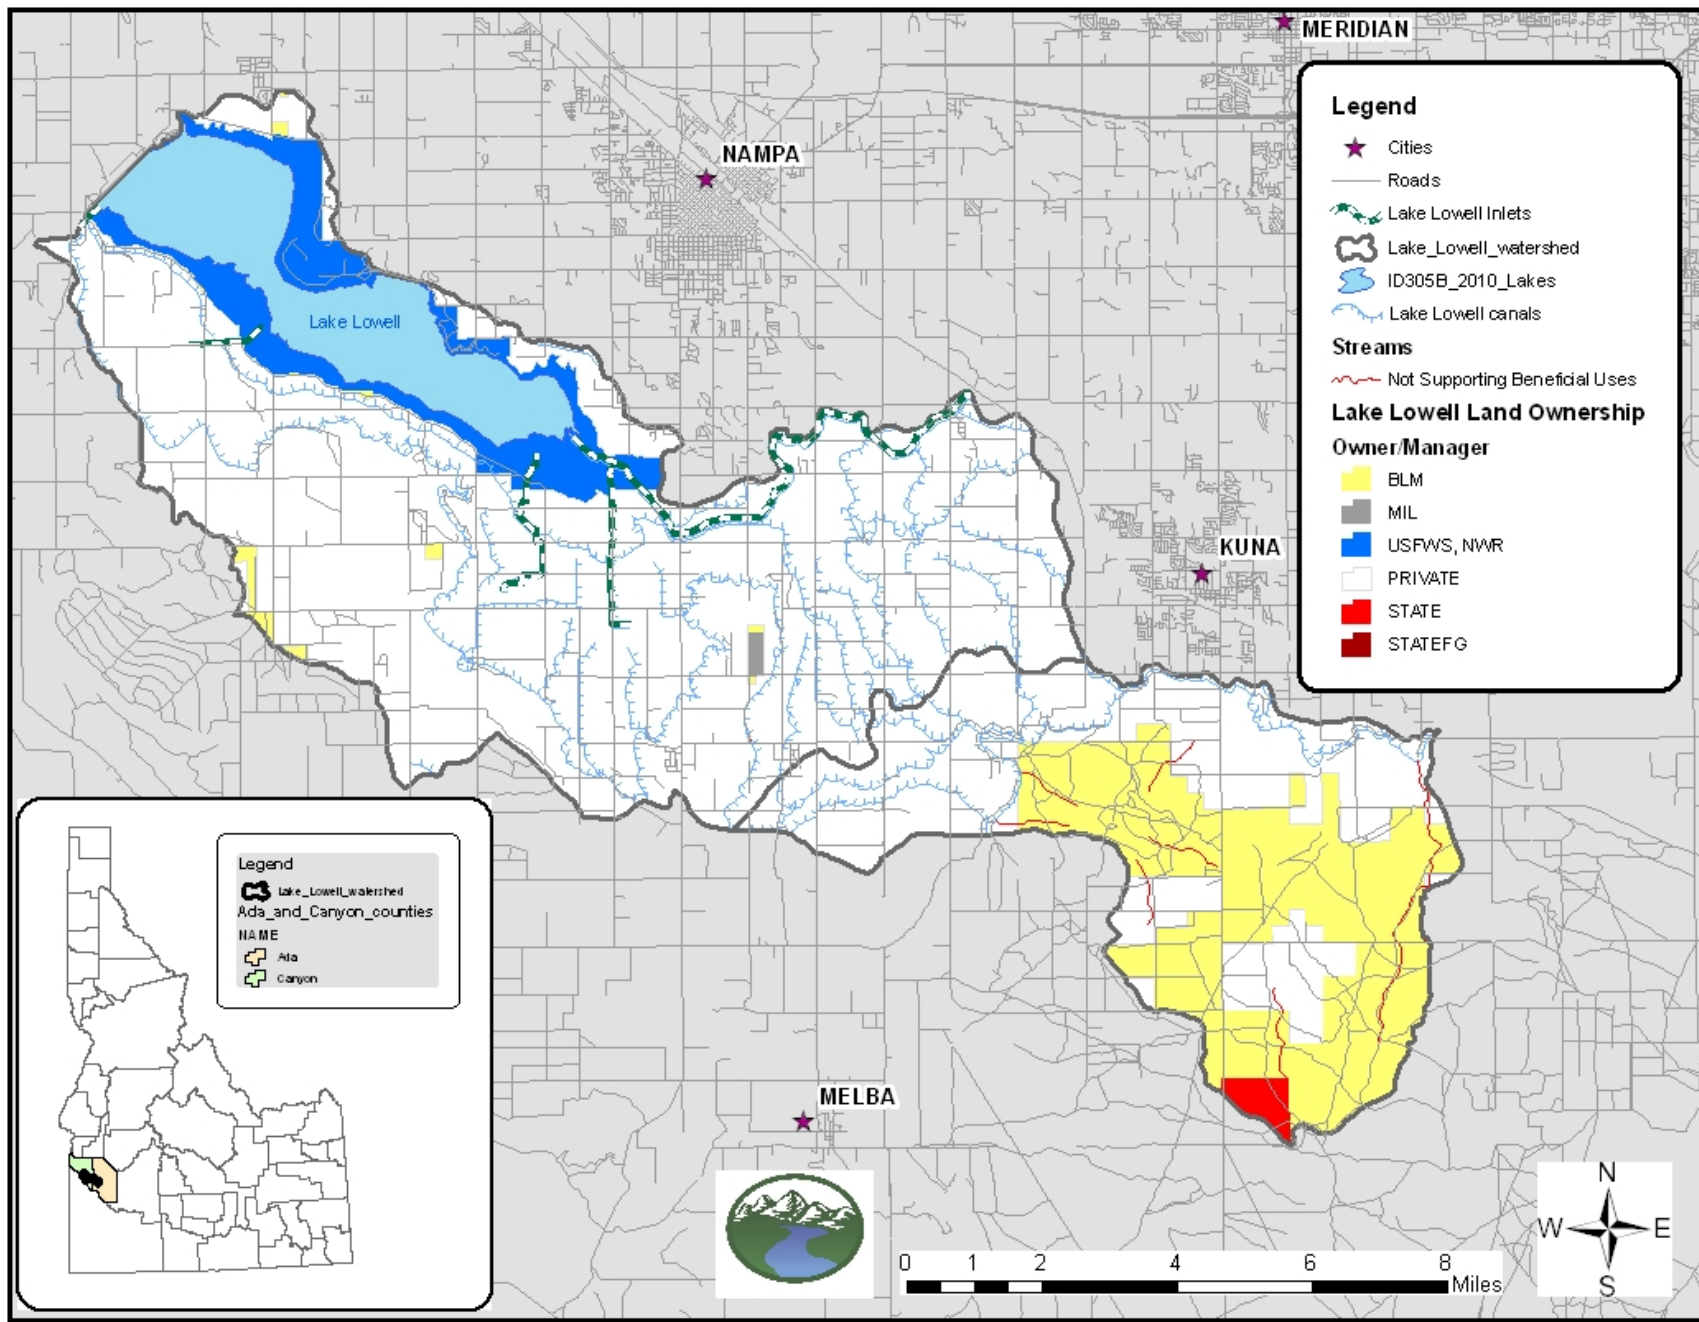 MERIDIAN
NAMPA
Lake Lowell
KUNA
MELBA
Legend
Cities
Roads
Lake Lowell Inlets
Lake_Lowell_watershed
ID305B_2010_Lakes
Lake Lowell canals
Streams
Not Supporting Beneficial Uses
Lake Lowell Land Ownership
Owner/Manager
BLM
MIL
USFWS, NWR
PRIVATE
STATE
STATEFG
Legend
Lake_Lowell_watershed
Ada_and_Canyon_counties
NAME
Ada
Canyon
0 1 2 4 6 8
Miles
N
W E
S